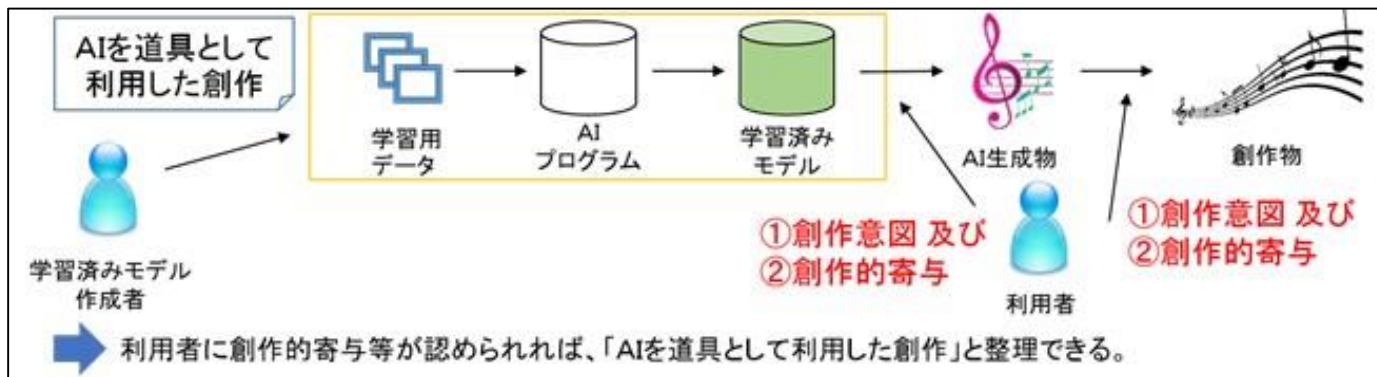 AIを道具として
利用した創作
学習済みモデル
作成者
学習用
データ
AI
プログラム
学習済み
モデル
AI生成物
創作物
①創作意図 及び
②創作的寄与
利用者
①創作意図 及び
②創作的寄与
利用者に創作的寄与等が認められれば、「AIを道具として利用した創作」と整理できる。